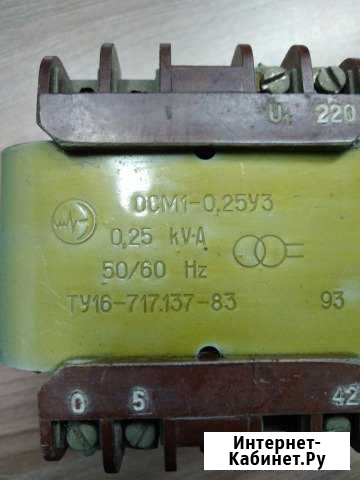 U₁ 220
ОСМ1-0,25У3
0,25 kV·A
50/60 Hz
ТУ16-717.137-83 93
0 5 42
Интернет-
Кабинет.Ру